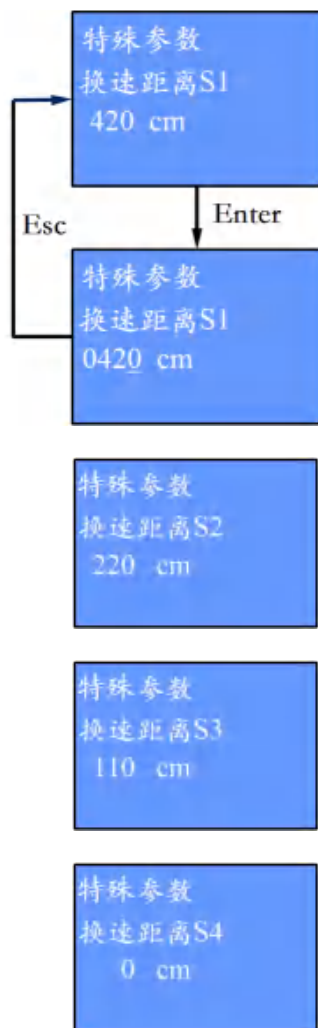 特殊参数
换速距离S1
420 cm
Esc
Enter
特殊参数
换速距离S1
0420 cm
特殊参数
换速距离S2
220 cm
特殊参数
换速距离S3
110 cm
特殊参数
换速距离S4
0 cm